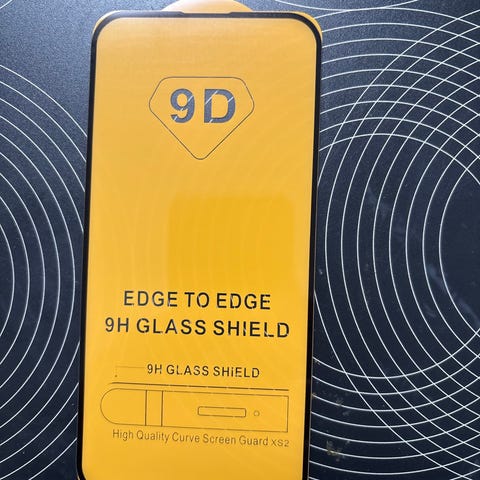 9D
EDGE TO EDGE
9H GLASS SHIELD
9H GLASS SHIELD
High Quality Curve Screen Guard XS2